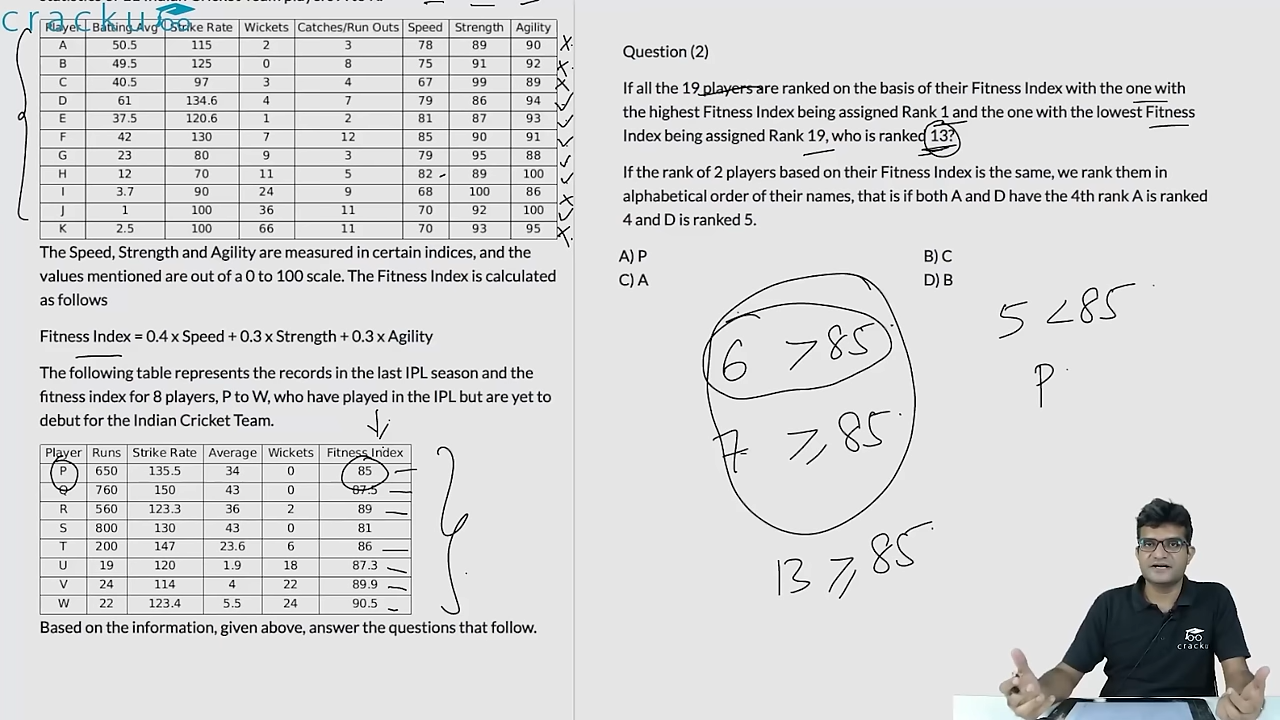 cracku
Player Batting Avg Strike Rate Wickets Catches/Run Outs Speed Strength Agility
A 50.5 115 2 3 78 89 90 x
B 49.5 125 0 8 75 91 92 x
C 40.5 97 3 4 67 99 89 x
D 61 134.6 4 7 79 86 94 ✓
E 37.5 120.6 1 2 81 87 93 ✓
F 42 130 7 12 85 90 91 ✓
G 23 80 9 3 79 95 88 ✓
H 12 70 11 5 82 89 100 ✓
I 3.7 90 24 9 68 100 86 x
J 1 100 36 11 70 92 100 ✓
K 2.5 100 66 11 70 93 95 x
The Speed, Strength and Agility are measured in certain indices, and the
values mentioned are out of a 0 to 100 scale. The Fitness Index is calculated
as follows
Fitness Index = 0.4 x Speed + 0.3 x Strength + 0.3 x Agility
The following table represents the records in the last IPL season and the
fitness index for 8 players, P to W, who have played in the IPL but are yet to
debut for the Indian Cricket Team.
Player Runs Strike Rate Average Wickets Fitness Index
P 650 135.5 34 0 85
Q 760 150 43 0 87.5
R 560 123.3 36 2 89
S 800 130 43 0 81
T 200 147 23.6 6 86
U 19 120 1.9 18 87.3
V 24 114 4 22 89.9
W 22 123.4 5.5 24 90.5
Based on the information, given above, answer the questions that follow.
Question (2)
If all the 19 players are ranked on the basis of their Fitness Index with the one with
the highest Fitness Index being assigned Rank 1 and the one with the lowest Fitness
Index being assigned Rank 19, who is ranked 13?
If the rank of 2 players based on their Fitness Index is the same, we rank them in
alphabetical order of their names, that is if both A and D have the 4th rank A is ranked
4 and D is ranked 5.
A) P B) C
C) A D) B
6 > 85
7 ≥ 85
13 ≥ 85
5 < 85
P
cracku